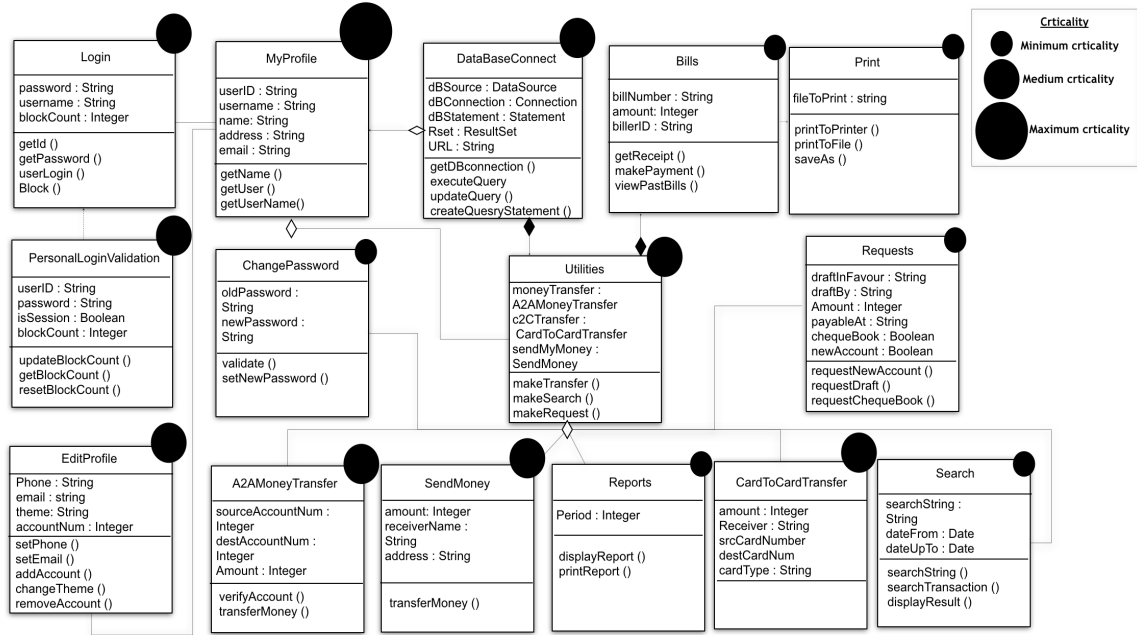 Login
password : String
username : String
blockCount : Integer
getId ()
getPassword ()
userLogin ()
Block ()
MyProfile
userID : String
username : String
name: String
address : String
email : String
getName ()
getUser ()
getUserName()
DataBaseConnect
dBSource : DataSource
dBConnection : Connection
dBStatement : Statement
Rset : ResultSet
URL : String
getDBconnection ()
executeQuery
updateQuery ()
createQuesryStatement ()
Bills
billNumber : String
amount: Integer
billerID : String
getReceipt ()
makePayment ()
viewPastBills ()
Print
fileToPrint : string
printToPrinter ()
printToFile ()
saveAs ()
Crticality
Minimum crticality
Medium crticality
Maximum crticality
PersonalLoginValidation
userID : String
password : String
isSession : Boolean
blockCount : Integer
updateBlockCount ()
getBlockCount ()
resetBlockCount ()
ChangePassword
oldPassword :
String
newPassword :
String
validate ()
setNewPassword ()
Utilities
moneyTransfer :
A2AMoneyTransfer
c2CTransfer :
CardToCardTransfer
sendMyMoney :
SendMoney
makeTransfer ()
makeSearch ()
makeRequest ()
Requests
draftInFavour : String
draftBy : String
Amount : Integer
payableAt : String
chequeBook : Boolean
newAccount : Boolean
requestNewAccount ()
requestDraft ()
requestChequeBook ()
EditProfile
Phone : String
email : string
theme: String
accountNum : Integer
setPhone ()
setEmail ()
addAccount ()
changeTheme ()
removeAccount ()
A2AMoneyTransfer
sourceAccountNum :
Integer
destAccountNum :
Integer
Amount : Integer
verifyAccount ()
transferMoney ()
SendMoney
amount: Integer
receiverName :
String
address : String
transferMoney ()
Reports
Period : Integer
displayReport ()
printReport ()
CardToCardTransfer
amount : Integer
Receiver : String
srcCardNumber
destCardNum
cardType : String
Search
searchString :
String
dateFrom : Date
dateUpTo : Date
searchString ()
searchTransaction ()
displayResult ()